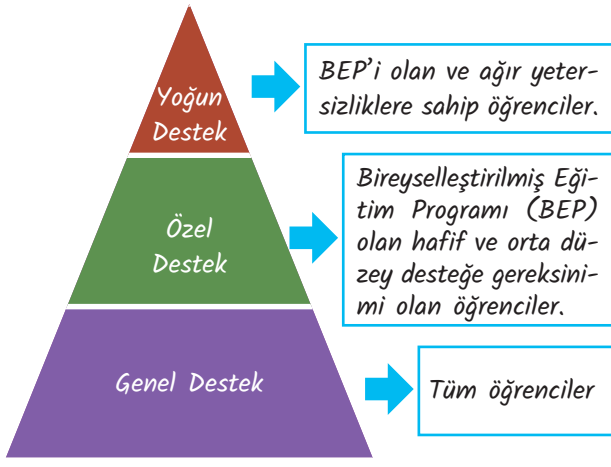 Yoğun
Destek
BEP'i olan ve ağır yeter-
sizliklere sahip öğrenciler.
Özel
Destek
Bireyselleştirilmiş Eği-
tim Programı (BEP)
olan hafif ve orta dü-
zey desteğe gereksini-
mi olan öğrenciler.
Genel Destek
Tüm öğrenciler